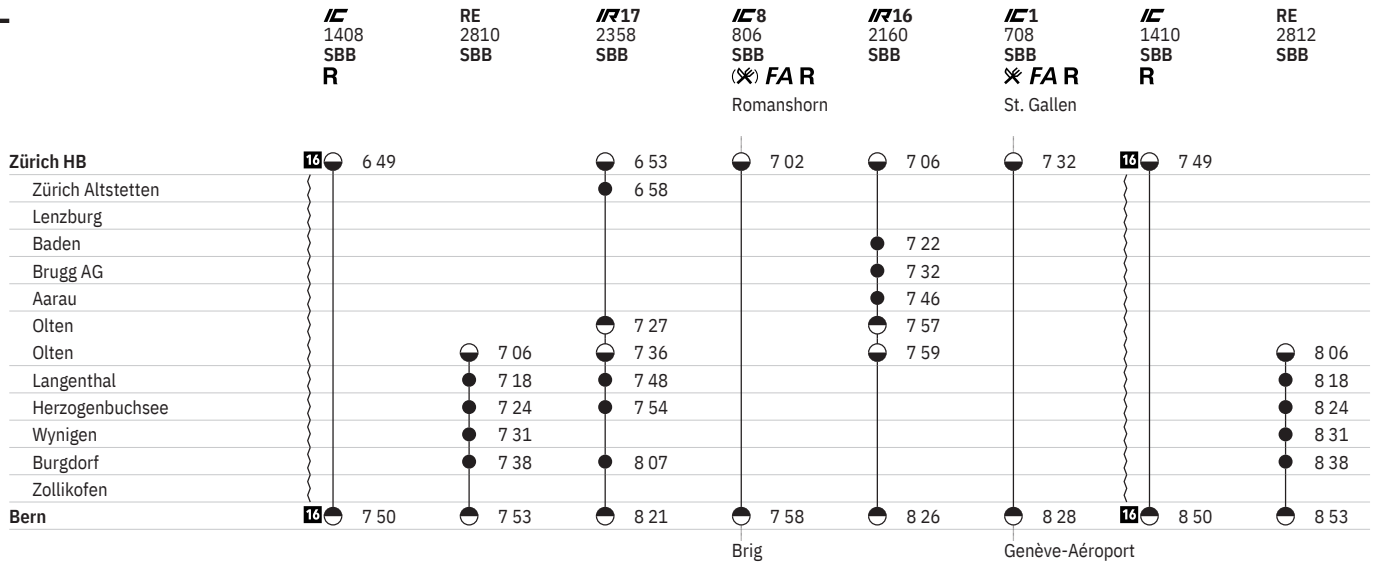 IC RE IR17 IC8 IR16 IC1 IC RE
1408 2810 2358 806 2160 708 1410 2812
SBB SBB SBB SBB SBB SBB SBB SBB
R FA R FA R R
Romanshorn St. Gallen
Zürich HB 16 6 49 6 53 7 02 7 06 7 32 16 7 49
Zürich Altstetten 6 58
Lenzburg
Baden 7 22
Brugg AG 7 32
Aarau 7 46
Olten 7 27 7 57
Olten 7 06 7 36 7 59 8 06
Langenthal 7 18 7 48 8 18
Herzogenbuchsee 7 24 7 54 8 24
Wynigen 7 31 8 31
Burgdorf 7 38 8 07 8 38
Zollikofen
Bern 16 7 50 7 53 8 21 7 58 8 26 8 28 16 8 50 8 53
Brig Genève-Aéroport